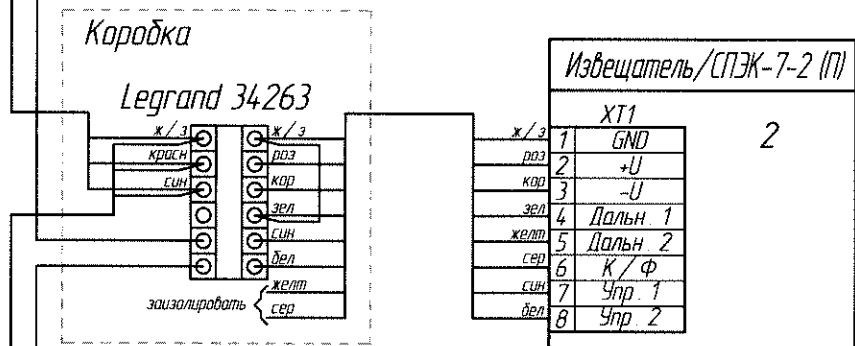 Коробка
Legrand 34263
ж/з
ж/з
красн
роз
син
кор
зел
син
бел
желт
заизолировать
сер
Извещатель/СПЭК-7-2 (П)
XT1
2
ж/з 1 GND
роз 2 +U
кор 3 -U
зел 4 Дальн. 1
желт 5 Дальн. 2
сер 6 К/Ф
син 7 Упр. 1
бел 8 Упр. 2